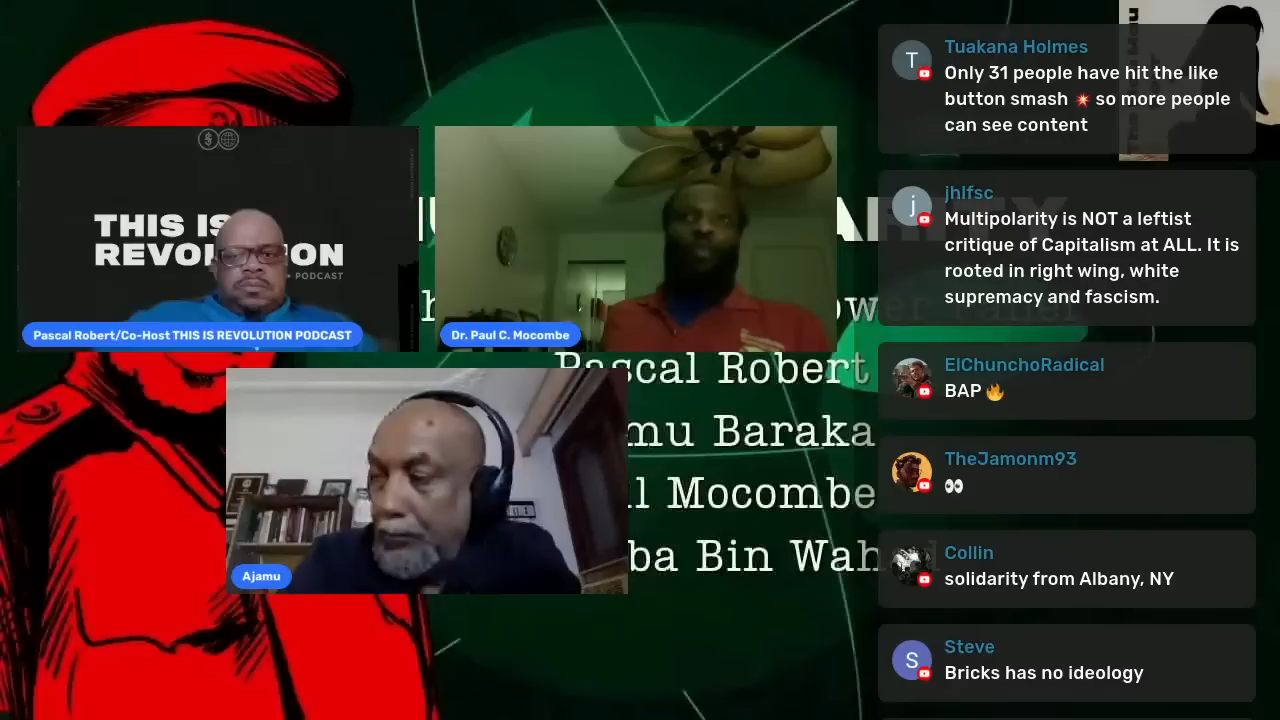 THIS IS
REVOL ON
PODCAST
Pascal Robert/Co-Host THIS IS REVOLUTION PODCAST
Dr. Paul C. Mocombe
Ajamu
ower
Pascal Robert
mu Baraka
l Mocombe
ba Bin Wah
Tuakana Holmes
Only 31 people have hit the like
button smash 💥 so more people
can see content
jhlfsc
Multipolarity is NOT a leftist
critique of Capitalism at ALL. It is
rooted in right wing, white
supremacy and fascism.
ElChunchoRadical
BAP 🔥
TheJamonm93
👀
Collin
solidarity from Albany, NY
Steve
Bricks has no ideology